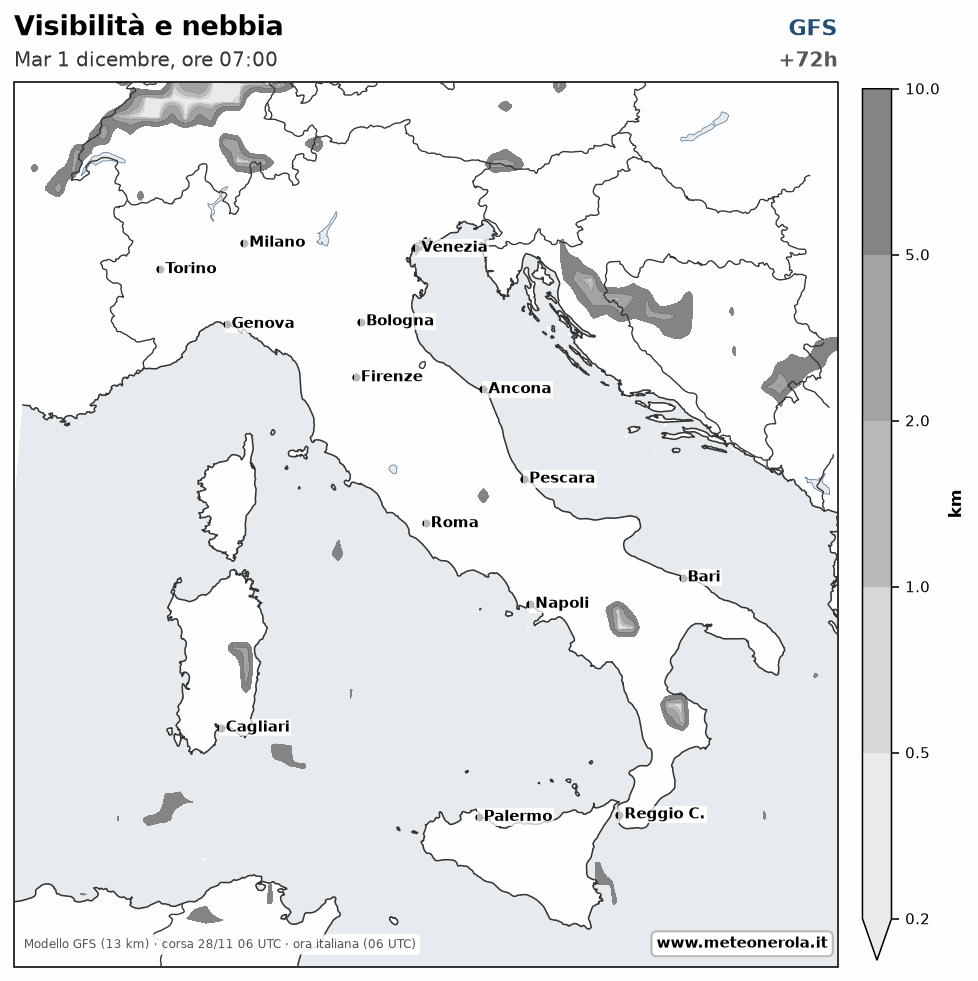 Visibilità e nebbia
GFS
Mar 1 dicembre, ore 07:00
+72h
10.0
5.0
2.0
1.0
0.5
0.2
km
Milano
Venezia
Torino
Genova
Bologna
Firenze
Ancona
Pescara
Roma
Bari
Napoli
Cagliari
Palermo
Reggio C.
Modello GFS (13 km) · corsa 28/11 06 UTC · ora italiana (06 UTC)
www.meteonerola.it